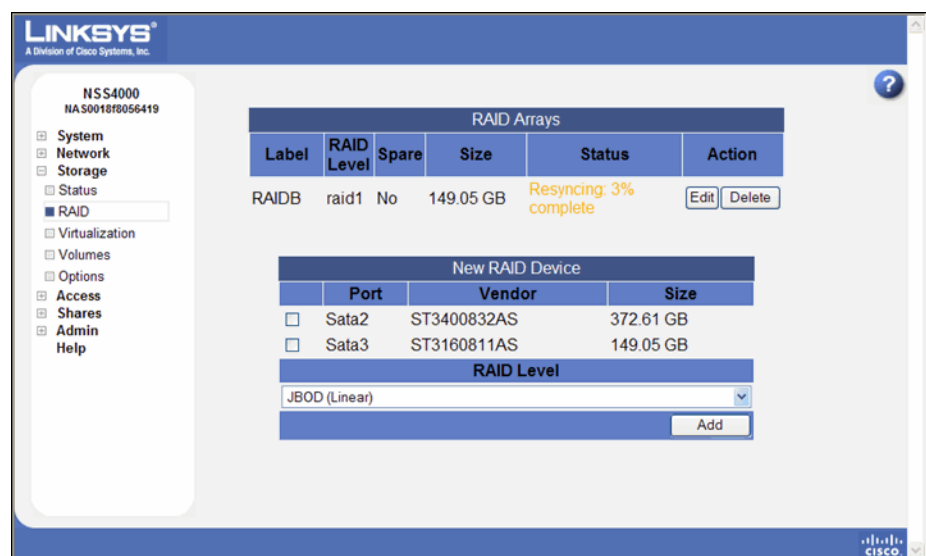 LINKSYS®
A Division of Cisco Systems, Inc.
NSS4000
NAS0018f8056419
System
Network
Storage
Status
RAID
Virtualization
Volumes
Options
Access
Shares
Admin
Help
?
RAID Arrays
Label RAID Level Spare Size Status Action
RAIDB raid1 No 149.05 GB Resyncing: 3% complete Edit Delete
New RAID Device
Port Vendor Size
Sata2 ST3400832AS 372.61 GB
Sata3 ST3160811AS 149.05 GB
RAID Level
JBOD (Linear)
Add
CISCO